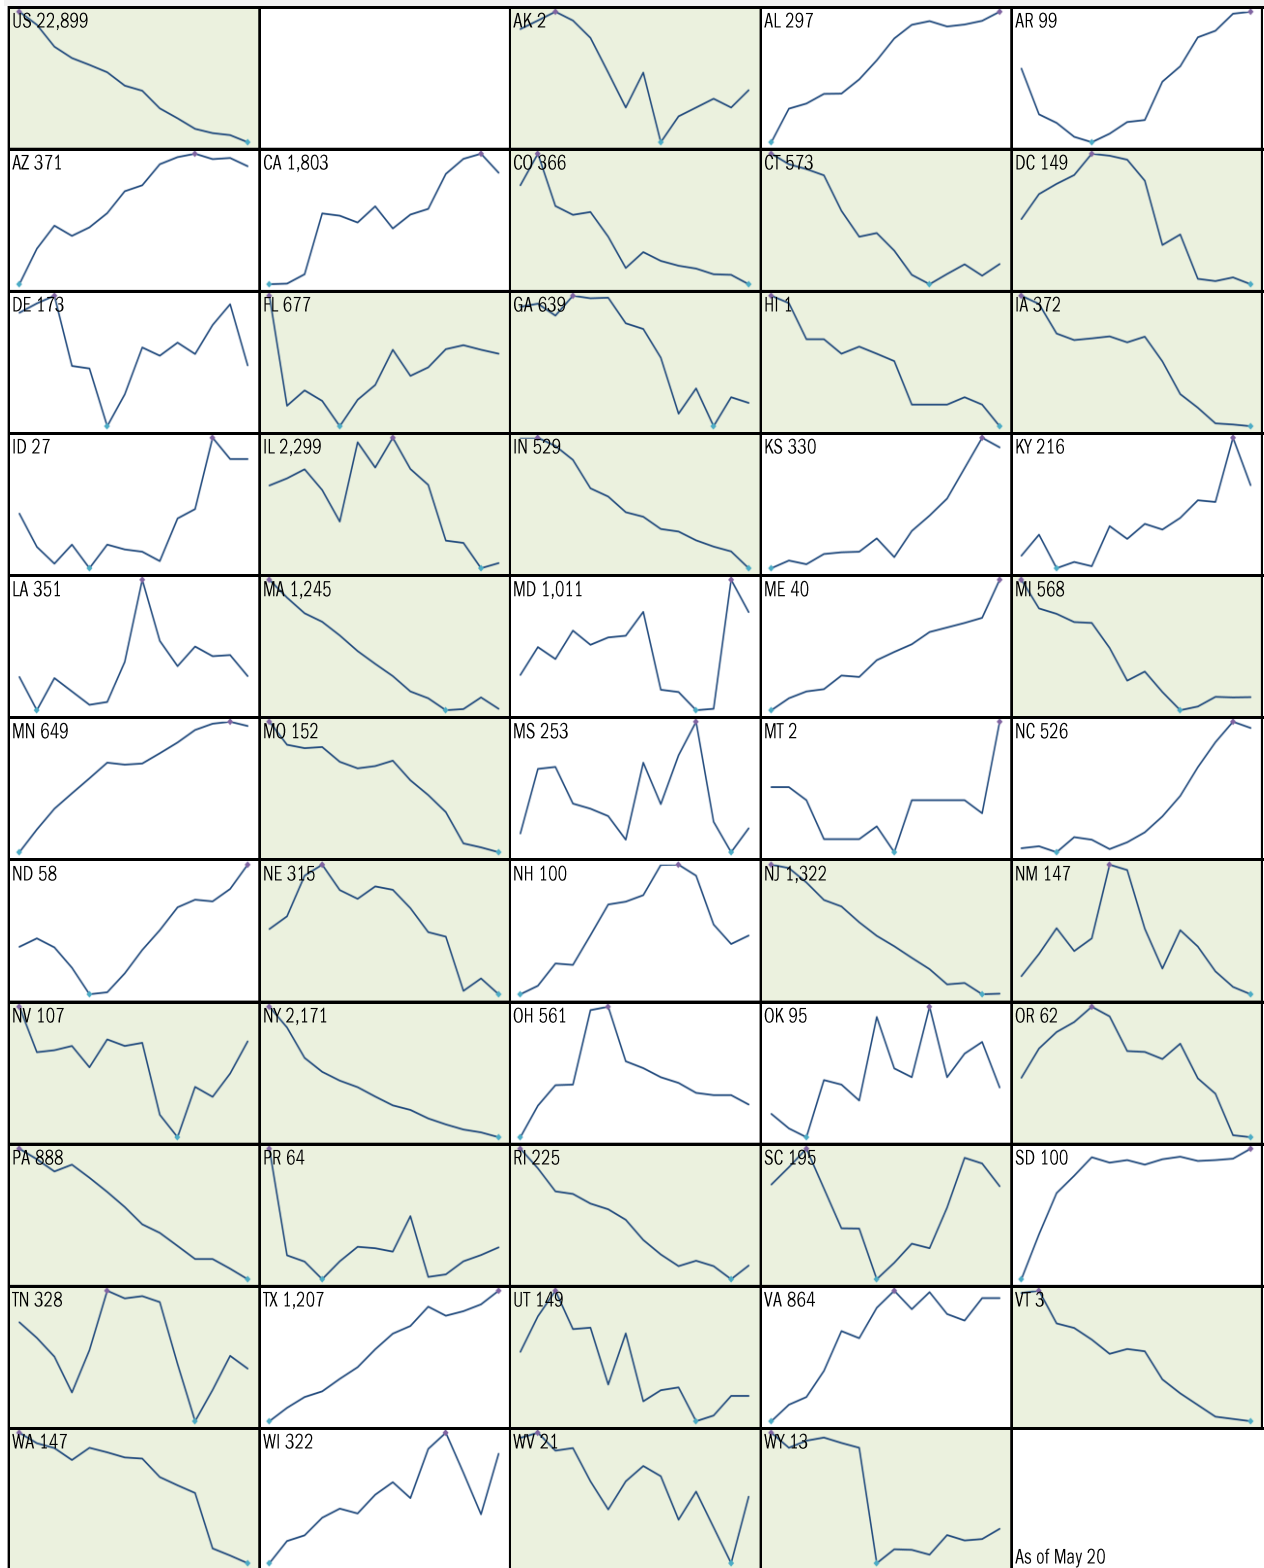 US 22,899
AK 2
AL 297
AR 99
AZ 371
CA 1,803
CO 366
CT 573
DC 149
DE 173
FL 677
GA 639
HI 1
IA 372
ID 27
IL 2,299
IN 529
KS 330
KY 216
LA 351
MA 1,245
MD 1,011
ME 40
MI 568
MN 649
MO 152
MS 253
MT 2
NC 526
ND 58
NE 315
NH 100
NJ 1,322
NM 147
NV 107
NY 2,171
OH 561
OK 95
OR 62
PA 888
PR 64
RI 225
SC 195
SD 100
TN 328
TX 1,207
UT 149
VA 864
VT 3
WA 147
WI 322
WV 21
WY 13
As of May 20